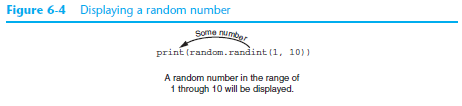 Figure 6-4 Displaying a random number
Some number
print(random.randint(1, 10))
A random number in the range of
1 through 10 will be displayed.